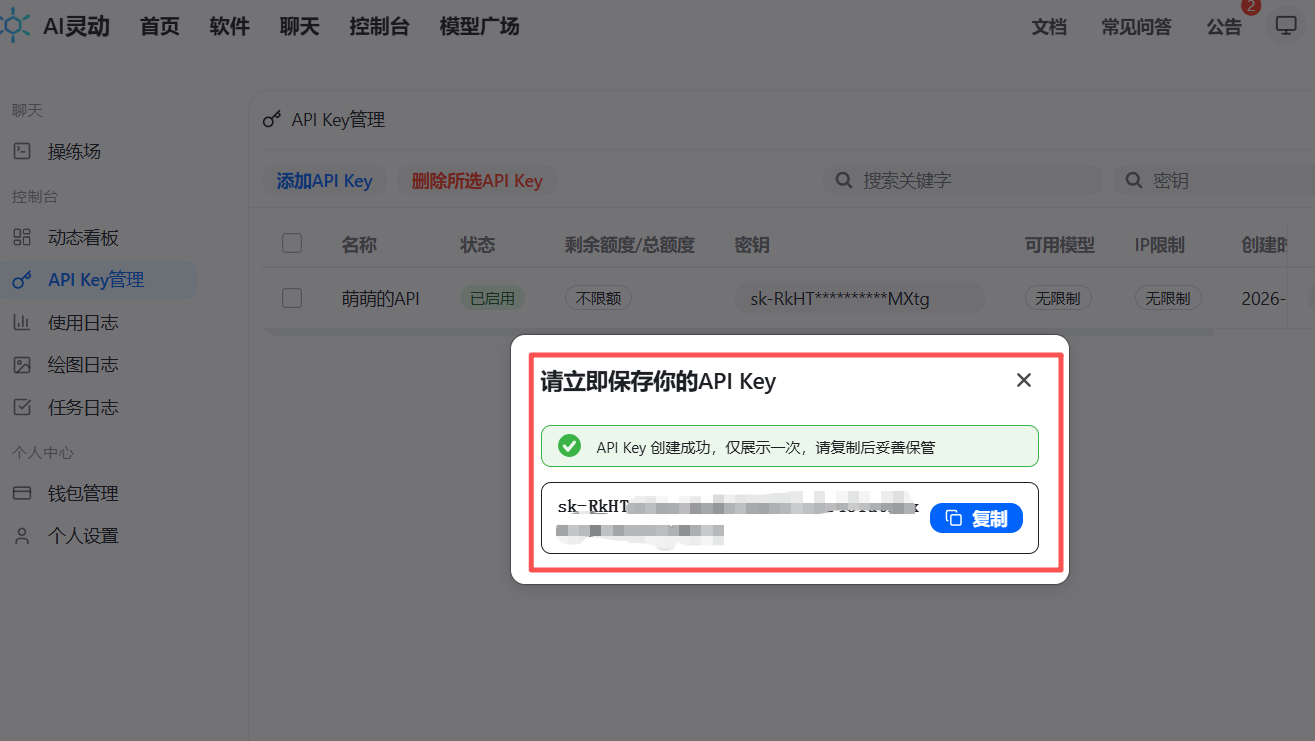 AI灵动 首页 软件 聊天 控制台 模型广场 文档 常见问答 公告 2
聊天
操练场
控制台
动态看板
API Key管理
使用日志
绘图日志
任务日志
个人中心
钱包管理
个人设置
API Key管理
添加API Key 删除所选API Key 搜索关键字 密钥
名称 状态 剩余额度/总额度 密钥 可用模型 IP限制 创建时
萌萌的API 已启用 不限额 sk-RkHT**********MXtg 无限制 无限制 2026-
请立即保存你的API Key
API Key 创建成功，仅展示一次，请复制后妥善保管
sk-RkHT
复制